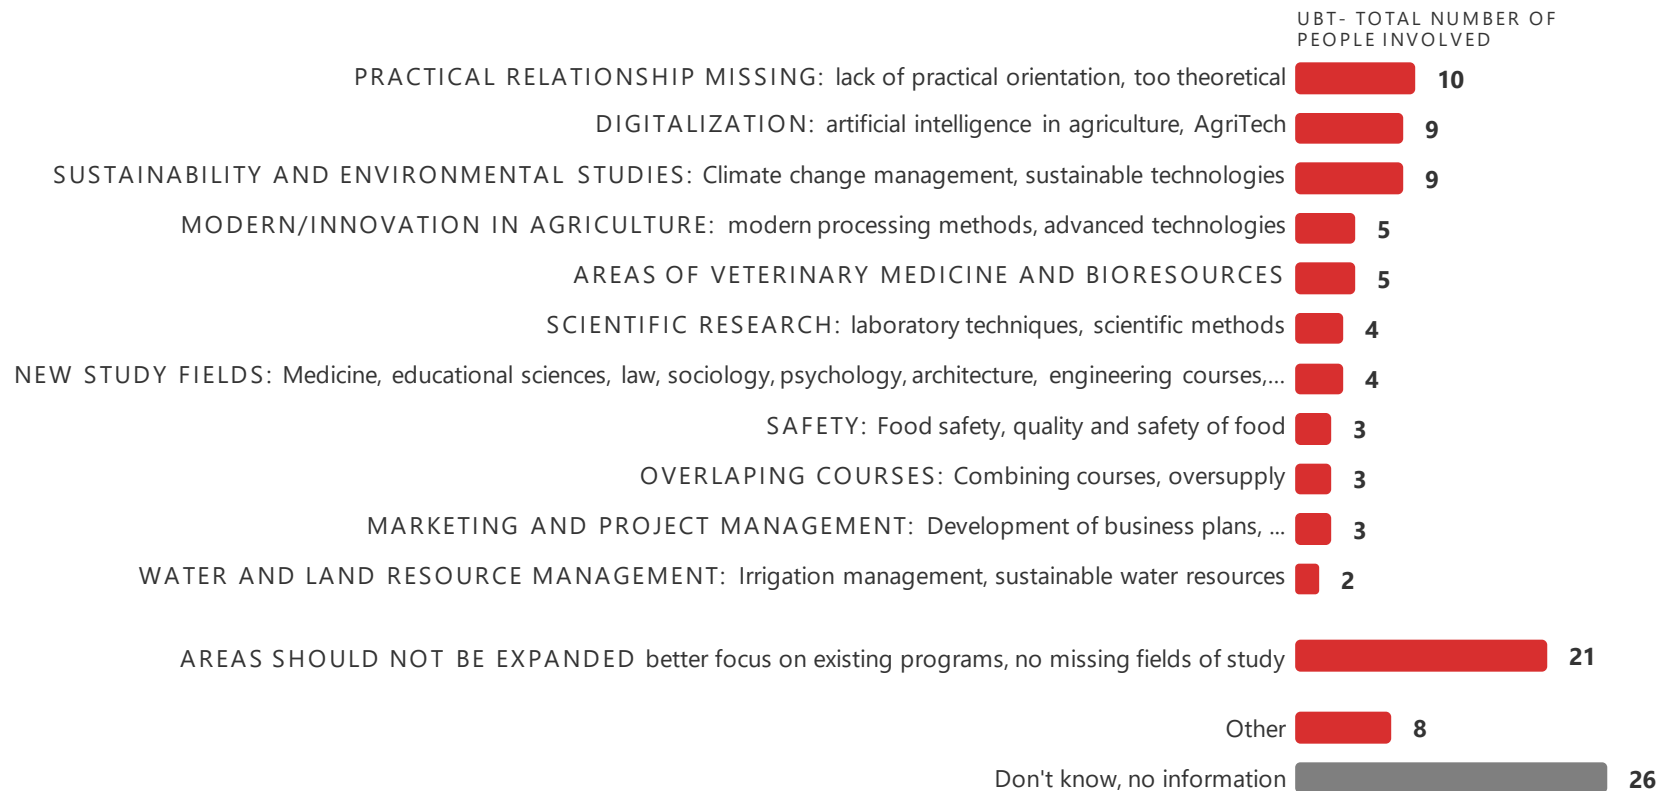 UBT- TOTAL NUMBER OF
PEOPLE INVOLVED
PRACTICAL RELATIONSHIP MISSING: lack of practical orientation, too theoretical 10
DIGITALIZATION: artificial intelligence in agriculture, AgriTech 9
SUSTAINABILITY AND ENVIRONMENTAL STUDIES: Climate change management, sustainable technologies 9
MODERN/INNOVATION IN AGRICULTURE: modern processing methods, advanced technologies 5
AREAS OF VETERINARY MEDICINE AND BIORESOURCES 5
SCIENTIFIC RESEARCH: laboratory techniques, scientific methods 4
NEW STUDY FIELDS: Medicine, educational sciences, law, sociology, psychology, architecture, engineering courses,... 4
SAFETY: Food safety, quality and safety of food 3
OVERLAPING COURSES: Combining courses, oversupply 3
MARKETING AND PROJECT MANAGEMENT: Development of business plans, ... 3
WATER AND LAND RESOURCE MANAGEMENT: Irrigation management, sustainable water resources 2
AREAS SHOULD NOT BE EXPANDED better focus on existing programs, no missing fields of study 21
Other 8
Don't know, no information 26